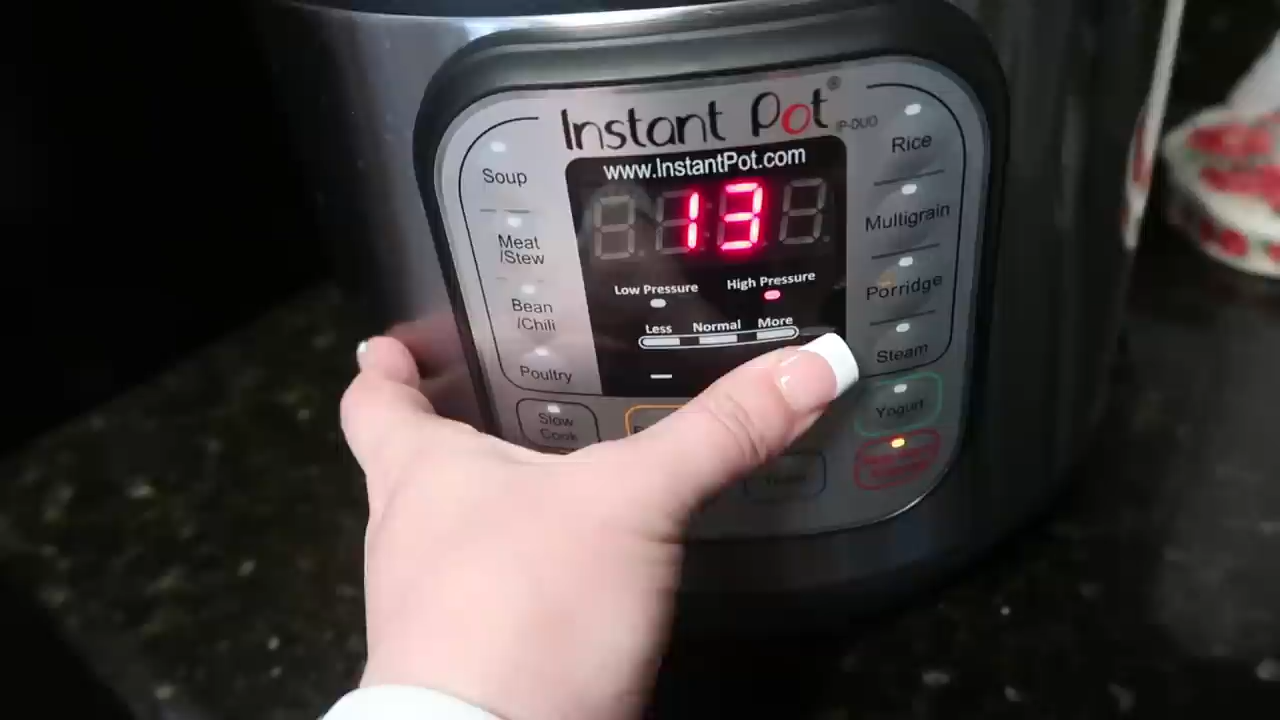 Instant Pot®
IP-DUO
www.InstantPot.com
13
Low Pressure
High Pressure
Less Normal More
Soup
Meat
/Stew
Bean
/Chili
Poultry
Slow
Cook
Rice
Multigrain
Porridge
Steam
Yogurt